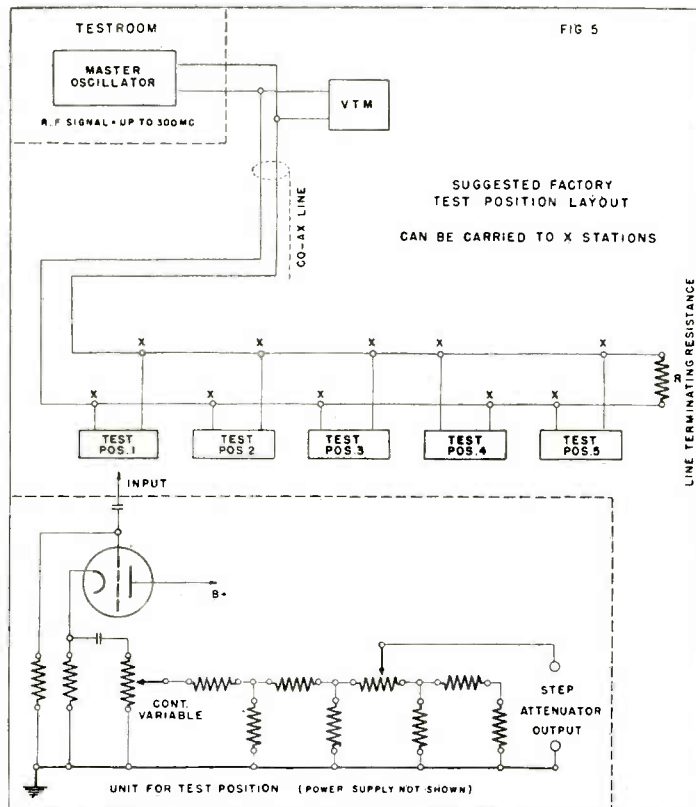 TESTROOM
FIG 5
MASTER
OSCILLATOR
VTM
R.F SIGNAL = UP TO 300MC
CO-AX LINE
SUGGESTED FACTORY
TEST POSITION LAYOUT
CAN BE CARRIED TO X STATIONS
X X X X X
X X X X X
R
LINE TERMINATING RESISTANCE
TEST
POS.1
TEST
POS 2
TEST
POS.3
TEST
POS.4
TEST
POS.5
INPUT
B+
CONT.
VARIABLE
STEP
ATTENUATOR
OUTPUT
UNIT FOR TEST POSITION (POWER SUPPLY NOT SHOWN)